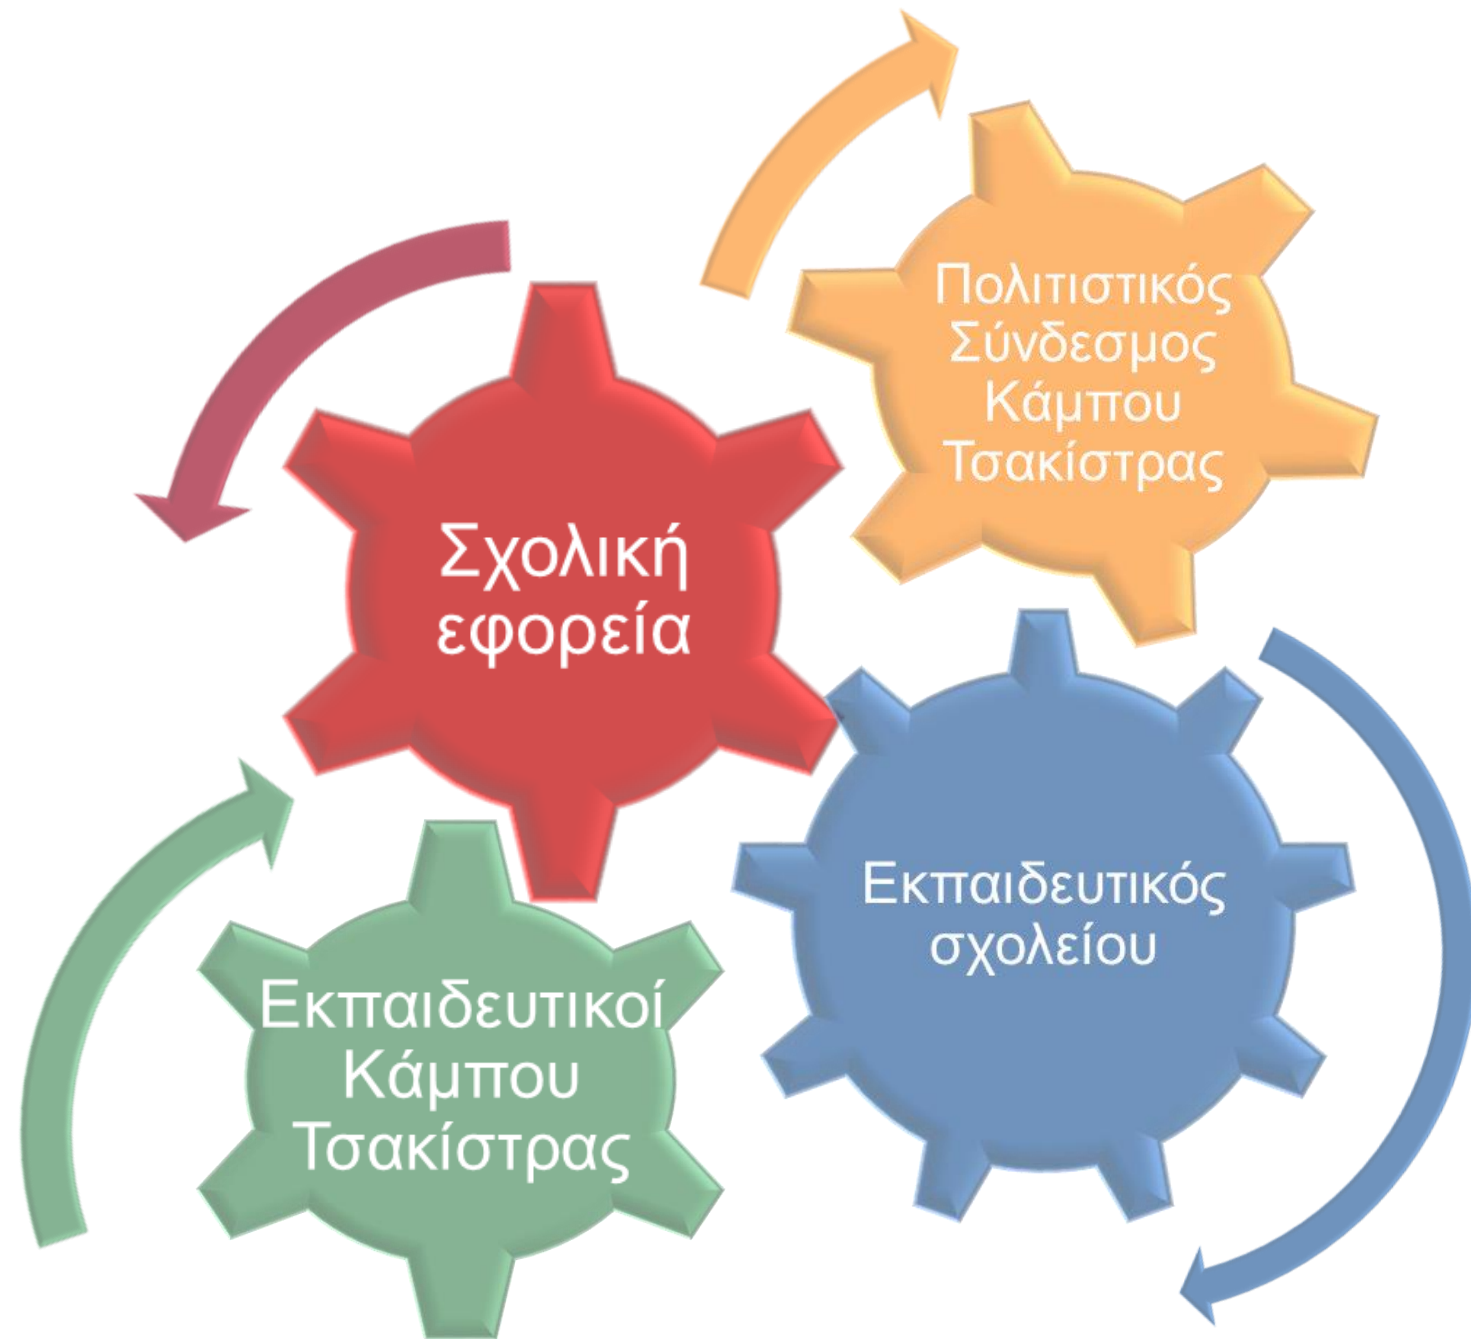 Πολιτιστικός
Σύνδεσμος
Κάμπου
Τσακίστρας
Σχολική
εφορεία
Εκπαιδευτικός
σχολείου
Εκπαιδευτικοί
Κάμπου
Τσακίστρας